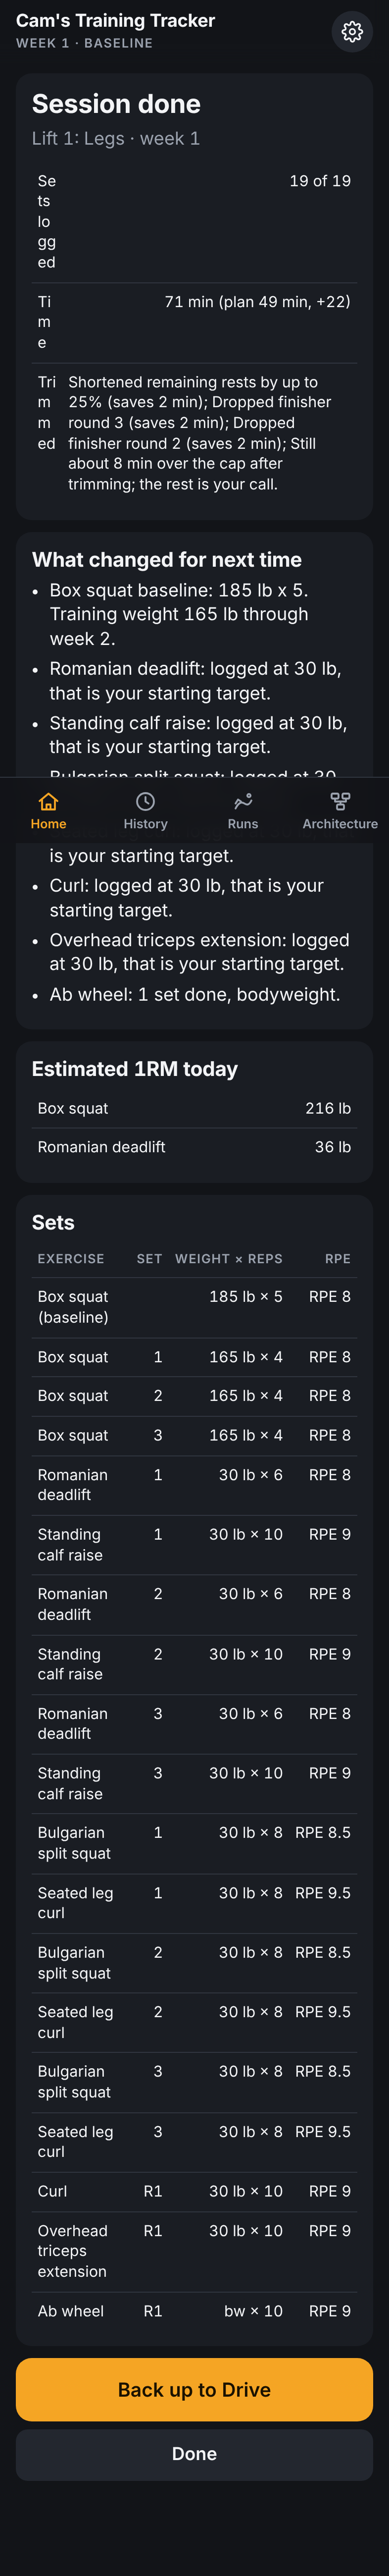 Cam's Training Tracker
WEEK 1 · BASELINE
Session done
Lift 1: Legs · week 1
Se
ts
lo
gg
ed
19 of 19
Ti
m
e
71 min (plan 49 min, +22)
Tri
m
m
ed
Shortened remaining rests by up to
25% (saves 2 min); Dropped finisher
round 3 (saves 2 min); Dropped
finisher round 2 (saves 2 min); Still
about 8 min over the cap after
trimming; the rest is your call.
What changed for next time
• Box squat baseline: 185 lb x 5.
Training weight 165 lb through
week 2.
• Romanian deadlift: logged at 30 lb,
that is your starting target.
• Standing calf raise: logged at 30 lb,
that is your starting target.
Bulgarian split squat: logged at 30
Home
History
Runs
Architecture
is your starting target.
• Curl: logged at 30 lb, that is your
starting target.
• Overhead triceps extension: logged
at 30 lb, that is your starting target.
• Ab wheel: 1 set done, bodyweight.
Estimated 1RM today
Box squat 216 lb
Romanian deadlift 36 lb
Sets
EXERCISE SET WEIGHT × REPS RPE
Box squat
(baseline) 185 lb × 5 RPE 8
Box squat 1 165 lb × 4 RPE 8
Box squat 2 165 lb × 4 RPE 8
Box squat 3 165 lb × 4 RPE 8
Romanian
deadlift 1 30 lb × 6 RPE 8
Standing
calf raise 1 30 lb × 10 RPE 9
Romanian
deadlift 2 30 lb × 6 RPE 8
Standing
calf raise 2 30 lb × 10 RPE 9
Romanian
deadlift 3 30 lb × 6 RPE 8
Standing
calf raise 3 30 lb × 10 RPE 9
Bulgarian
split squat 1 30 lb × 8 RPE 8.5
Seated leg
curl 1 30 lb × 8 RPE 9.5
Bulgarian
split squat 2 30 lb × 8 RPE 8.5
Seated leg
curl 2 30 lb × 8 RPE 9.5
Bulgarian
split squat 3 30 lb × 8 RPE 8.5
Seated leg
curl 3 30 lb × 8 RPE 9.5
Curl R1 30 lb × 10 RPE 9
Overhead
triceps
extension R1 30 lb × 10 RPE 9
Ab wheel R1 bw × 10 RPE 9
Back up to Drive
Done